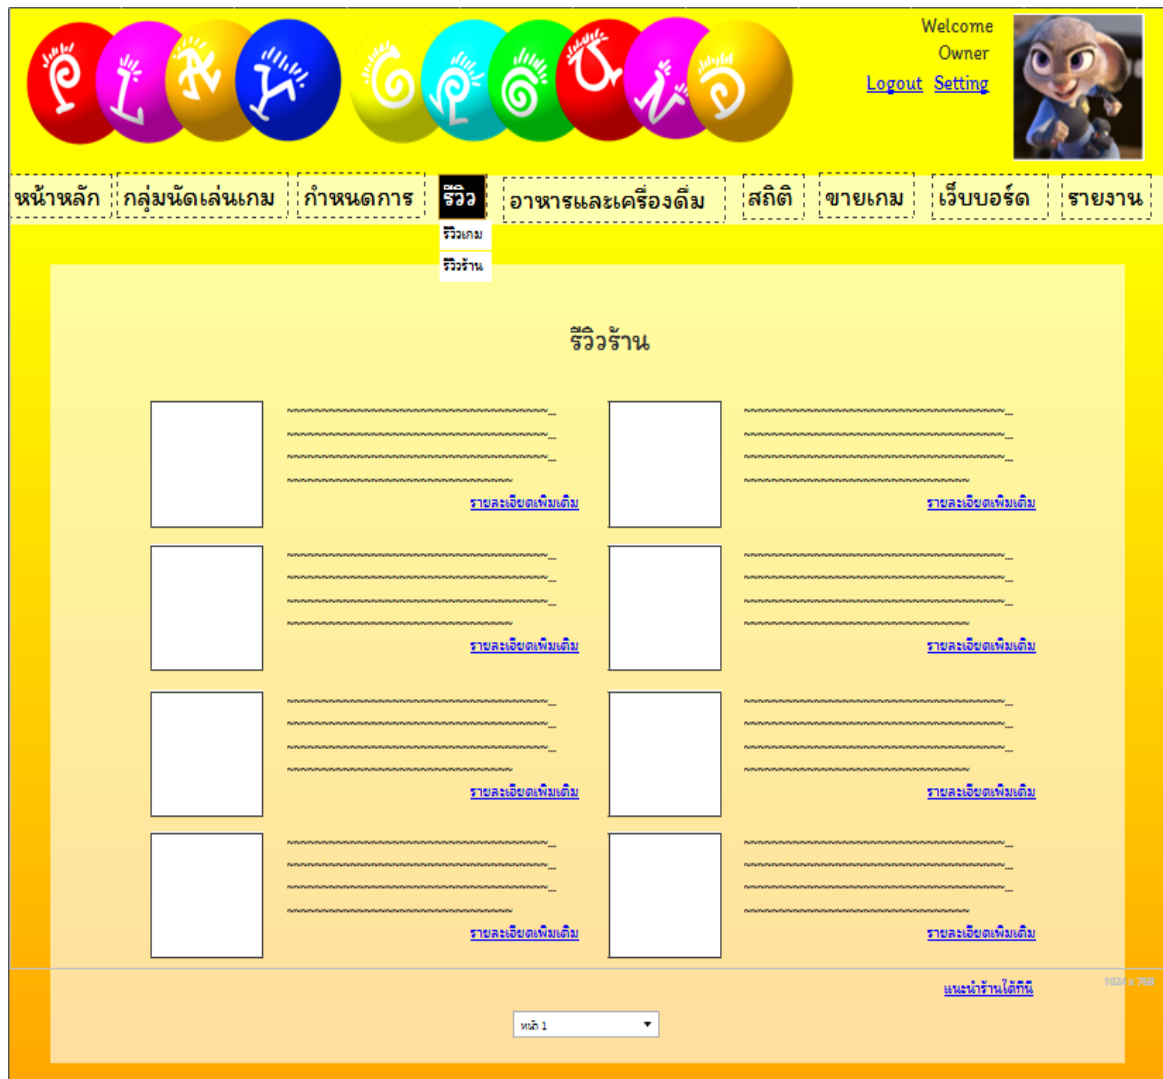 PLAY GROUND
Welcome
Owner
Logout Setting
หน้าหลัก กลุ่มนัดเล่นเกม กำหนดการ รีวิว อาหารและเครื่องดื่ม สถิติ ขายเกม เว็บบอร์ด รายงาน
รีวิวเกม
รีวิวร้าน
รีวิวร้าน
รายละเอียดเพิ่มเติม รายละเอียดเพิ่มเติม
รายละเอียดเพิ่มเติม รายละเอียดเพิ่มเติม
รายละเอียดเพิ่มเติม รายละเอียดเพิ่มเติม
รายละเอียดเพิ่มเติม รายละเอียดเพิ่มเติม
แนะนำร้านได้ที่นี่ 1024 x 768
หน้า 1